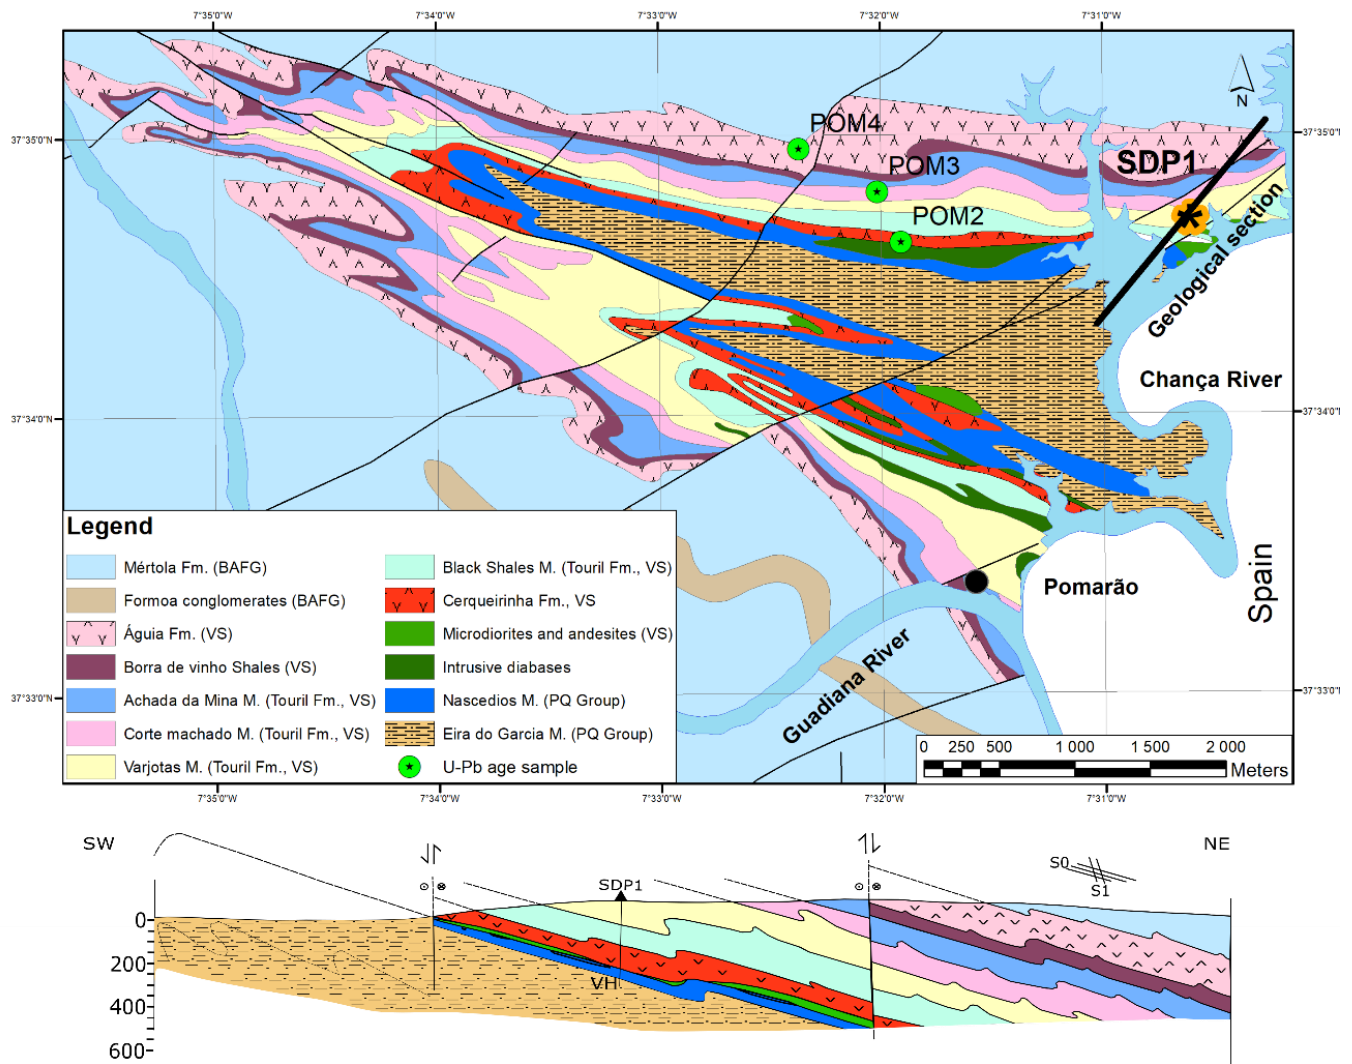 7°35'0"W 7°34'0"W 7°33'0"W 7°32'0"W 7°31'0"W
N
37°35'0"N 37°35'0"N
POM4
POM3
SDP1
POM2
Geological section
Chança River
37°34'0"N 37°34'0"N
Spain
Pomarão
Guadiana River
37°33'0"N 37°33'0"N
Legend
Mértola Fm. (BAFG)
Formoa conglomerates (BAFG)
Águia Fm. (VS)
Borra de vinho Shales (VS)
Achada da Mina M. (Touril Fm., VS)
Corte machado M. (Touril Fm., VS)
Varjotas M. (Touril Fm., VS)
Black Shales M. (Touril Fm., VS)
Cerqueirinha Fm., VS
Microdiorites and andesites (VS)
Intrusive diabases
Nascedios M. (PQ Group)
Eira do Garcia M. (PQ Group)
U-Pb age sample
0 250 500 1 000 1 500 2 000
Meters
7°35'0"W 7°34'0"W 7°33'0"W 7°32'0"W 7°31'0"W
SW NE
SDP1
S0
S1
0
200
VH
400
600